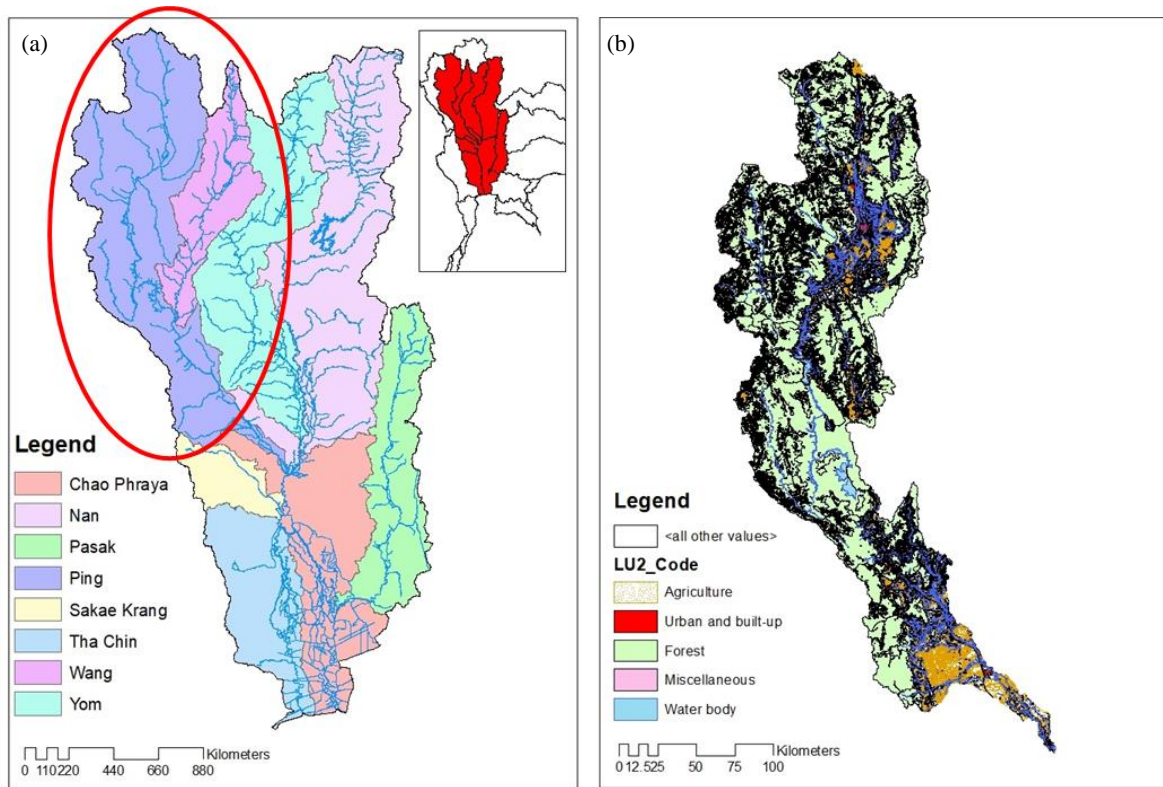 (a)
Legend
Chao Phraya
Nan
Pasak
Ping
Sakae Krang
Tha Chin
Wang
Yom
Kilometers
0 110220 440 660 880
(b)
Legend
<all other values>
LU2_Code
Agriculture
Urban and built-up
Forest
Miscellaneous
Water body
Kilometers
0 12.525 50 75 100